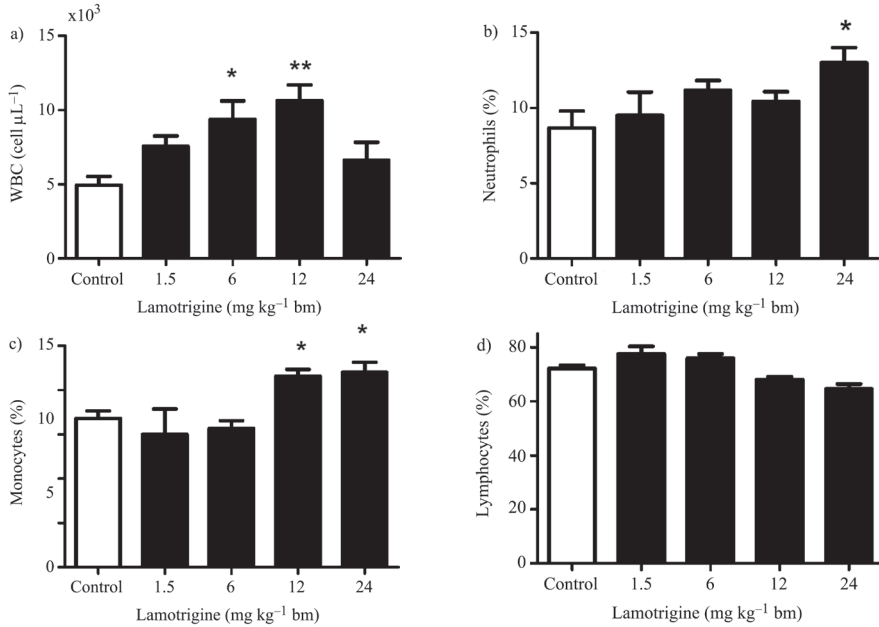 x10³
a)
WBC (cell μL⁻¹)
15
10
5
0
*
**
Control 1.5 6 12 24
Lamotrigine (mg kg⁻¹ bm)
b)
Neutrophils (%)
15
10
5
0
*
Control 1.5 6 12 24
Lamotrigine (mg kg⁻¹ bm)
c)
Monocytes (%)
15
10
5
0
*
*
Control 1.5 6 12 24
Lamotrigine (mg kg⁻¹ bm)
d)
Lymphocytes (%)
80
60
40
20
0
Control 1.5 6 12 24
Lamotrigine (mg kg⁻¹ bm)